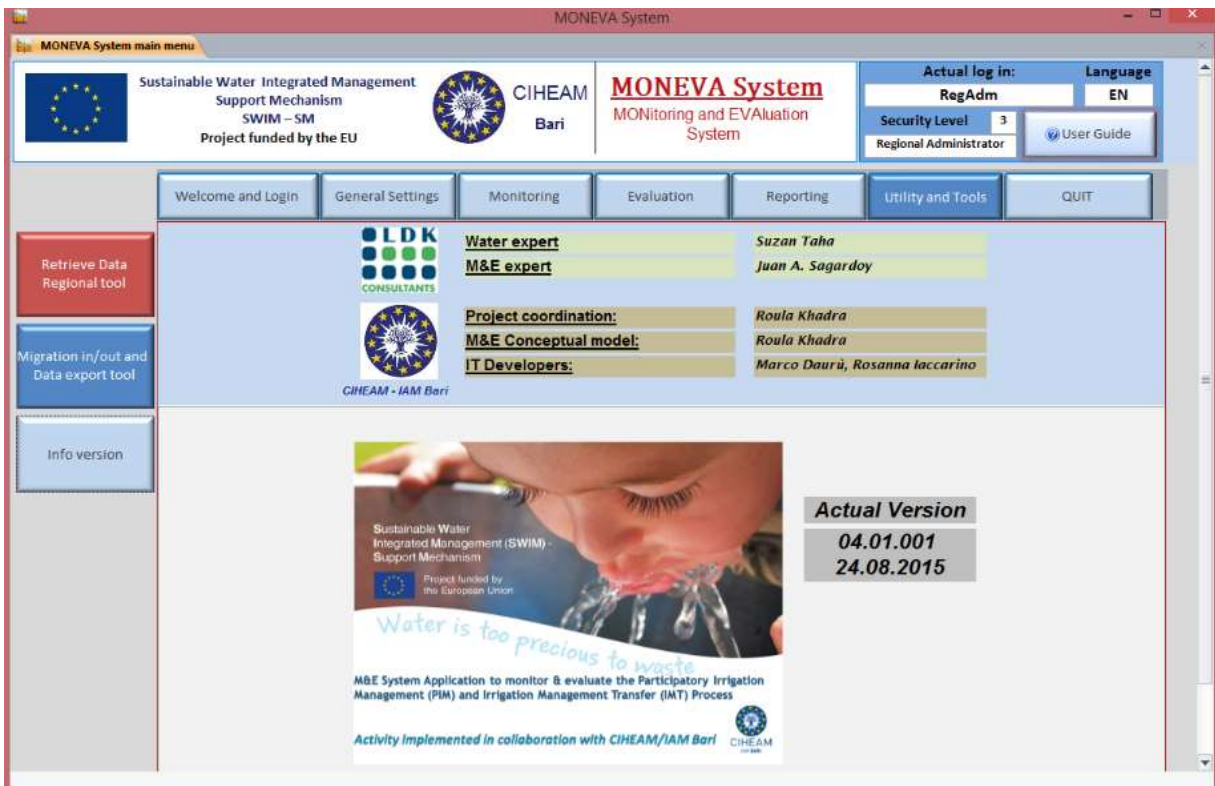 MONEVA System
MONEVA System main menu
Sustainable Water Integrated Management
Support Mechanism
SWIM – SM
Project funded by the EU
CIHEAM
Bari
MONEVA System
MONitoring and EVAluation
System
Actual log in:
Language
RegAdm
EN
Security Level
3
Regional Administrator
User Guide
Welcome and Login
General Settings
Monitoring
Evaluation
Reporting
Utility and Tools
QUIT
Retrieve Data
Regional tool
Migration in/out and
Data export tool
Info version
LDK
CONSULTANTS
Water expert
Suzan Taha
M&E expert
Juan A. Sagardoy
CIHEAM - IAM Bari
Project coordination:
Roula Khadra
M&E Conceptual model:
Roula Khadra
IT Developers:
Marco Daurù, Rosanna Iaccarino
Sustainable Water
Integrated Management (SWIM) -
Support Mechanism
Project funded by
the European Union
Water is too precious to waste
M&E System Application to monitor & evaluate the Participatory Irrigation
Management (PIM) and Irrigation Management Transfer (IMT) Process
Activity Implemented in collaboration with CIHEAM/IAM Bari
CIHEAM
Actual Version
04.01.001
24.08.2015